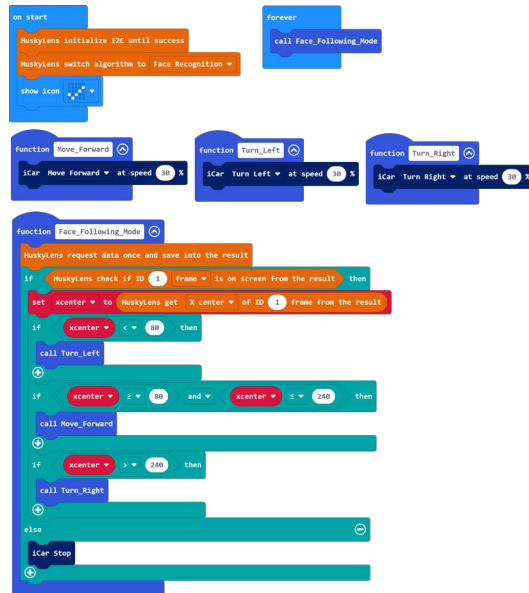 on start
HuskyLens initialize I2C until success
HuskyLens switch algorithm to Face Recognition
show icon
forever
call Face_Following_Mode
function Move_Forward
iCar Move Forward at speed 30 %
function Turn_Left
iCar Turn Left at speed 30 %
function Turn_Right
iCar Turn Right at speed 30 %
function Face_Following_Mode
HuskyLens request data once and save into the result
if HuskyLens check if ID 1 frame is on screen from the result then
set xcenter to HuskyLens get X center of ID 1 frame from the result
if xcenter < 80 then
call Turn_Left
if xcenter ≥ 80 and xcenter ≤ 240 then
call Move_Forward
if xcenter > 240 then
call Turn_Right
else
iCar Stop